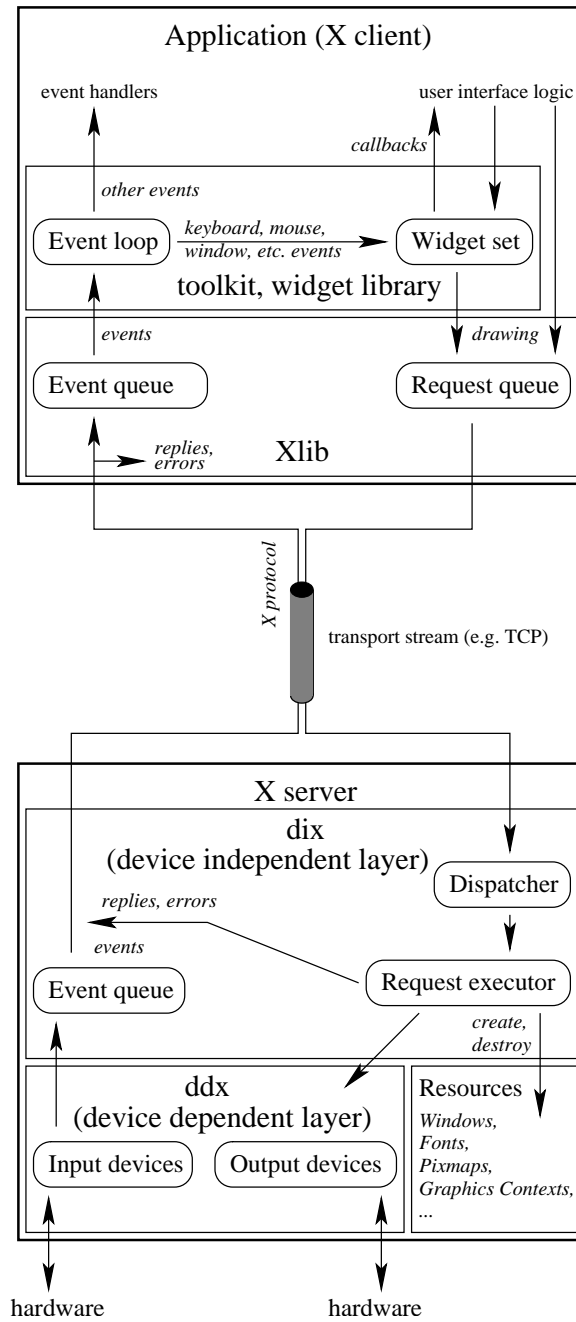 Application (X client)
event handlers
user interface logic
callbacks
other events
Event loop
keyboard, mouse,
window, etc. events
Widget set
toolkit, widget library
events
drawing
Event queue
Request queue
replies,
errors
Xlib
X protocol
transport stream (e.g. TCP)
X server
dix
(device independent layer)
Dispatcher
replies, errors
events
Event queue
Request executor
create,
destroy
ddx
(device dependent layer)
Input devices
Output devices
Resources
Windows,
Fonts,
Pixmaps,
Graphics Contexts,
...
hardware
hardware